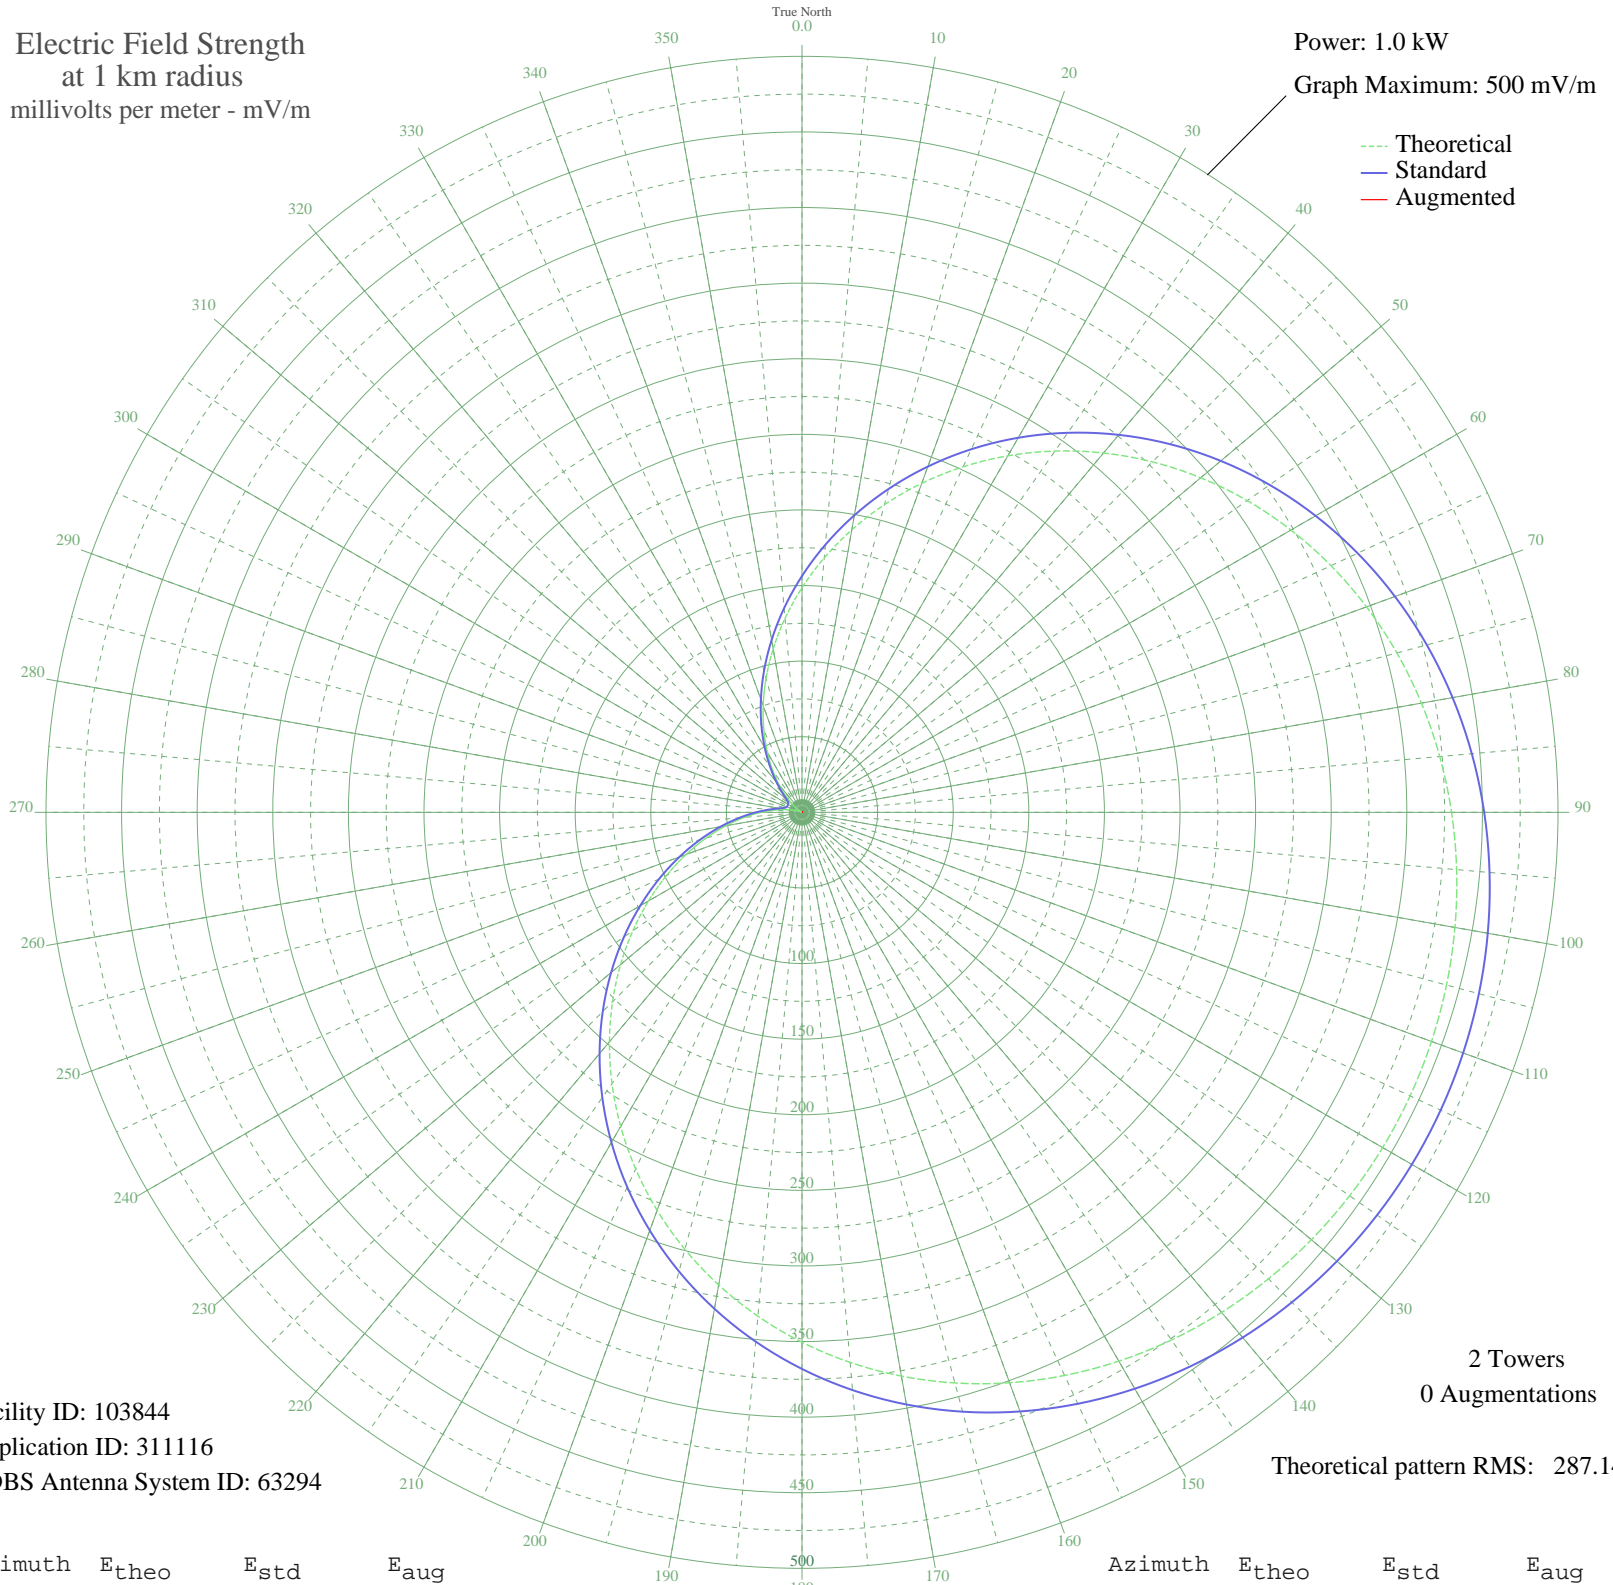 True North
0.0
Electric Field Strength
at 1 km radius
millivolts per meter - mV/m
Power: 1.0 kW
Graph Maximum: 500 mV/m
Theoretical
Standard
Augmented
10
20
30
40
50
60
70
80
90
100
110
120
130
140
150
160
170
190
200
210
220
230
240
250
260
270
280
290
300
310
320
330
340
350
100
150
200
250
300
350
400
450
500
2 Towers
0 Augmentations
Theoretical pattern RMS: 287.14
cility ID: 103844
plication ID: 311116
DBS Antenna System ID: 63294
imuth Etheo Estd Eaug
Azimuth Etheo Estd Eaug